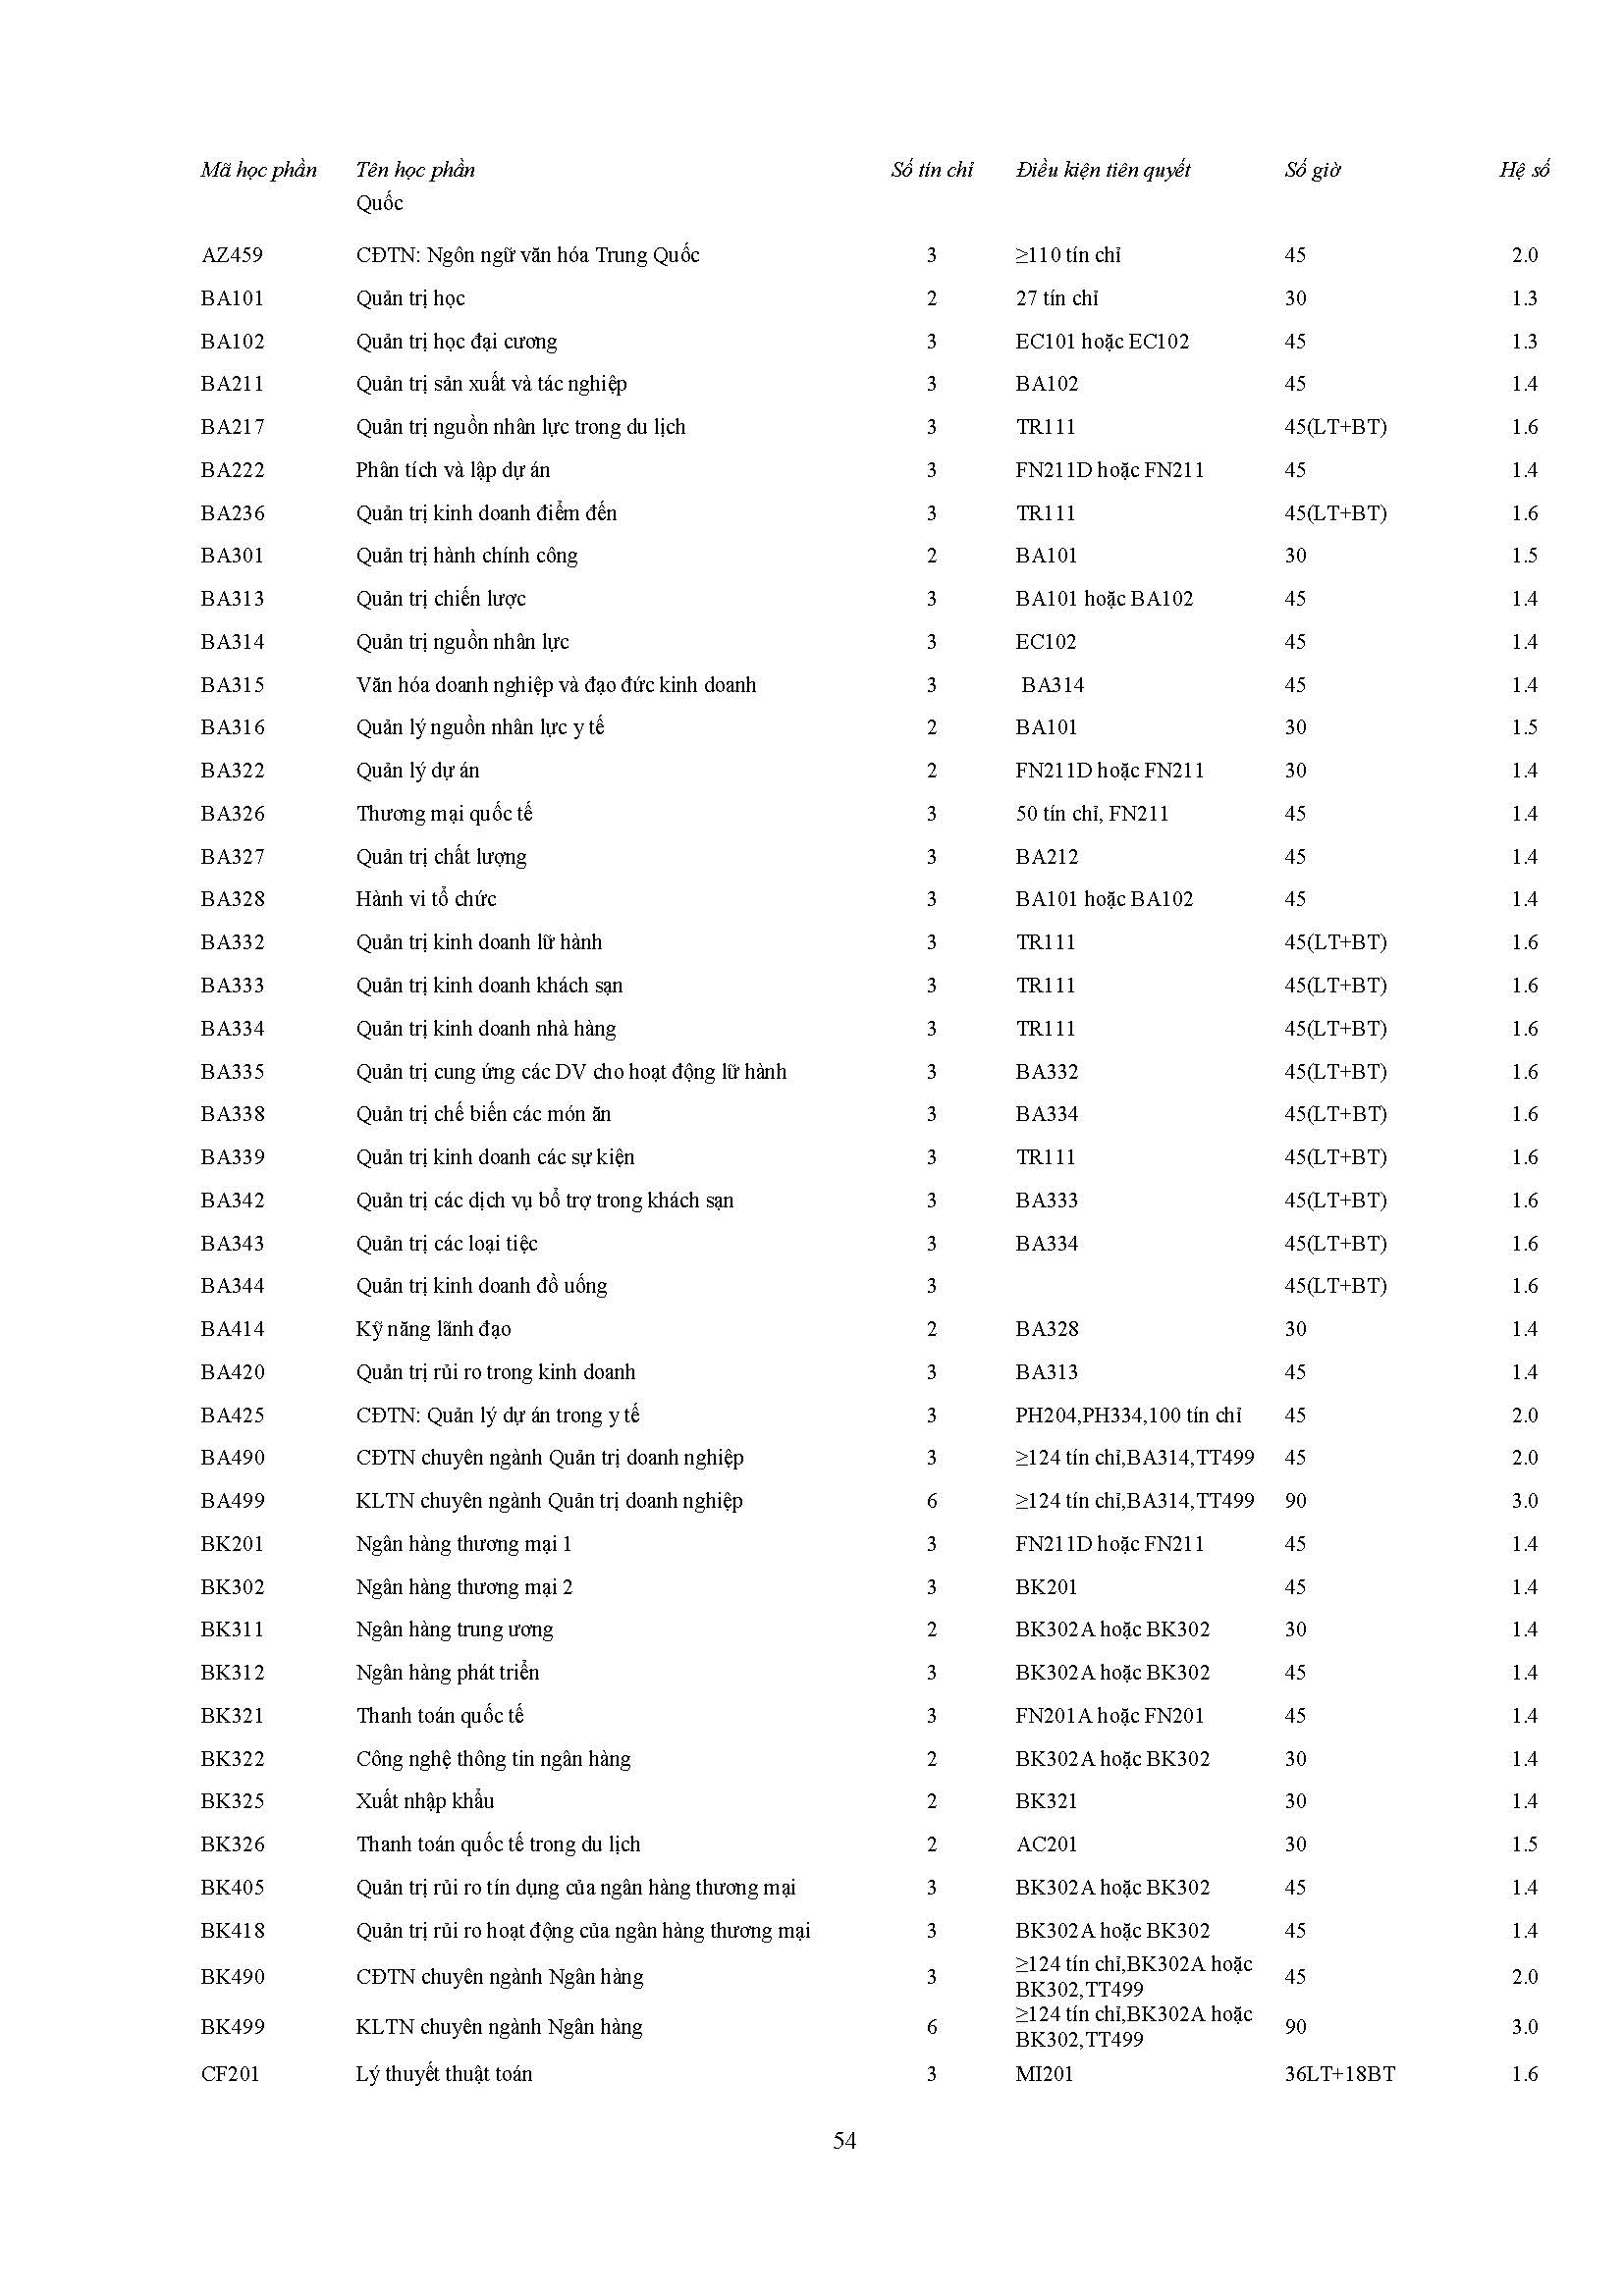 Mã học phần Tên học phần Số tín chỉ Điều kiện tiên quyết Số giờ Hệ số
Quốc
AZ459 CĐTN: Ngôn ngữ văn hóa Trung Quốc 3 ≥110 tín chỉ 45 2.0
BA101 Quản trị học 2 27 tín chỉ 30 1.3
BA102 Quản trị học đại cương 3 EC101 hoặc EC102 45 1.3
BA211 Quản trị sản xuất và tác nghiệp 3 BA102 45 1.4
BA217 Quản trị nguồn nhân lực trong du lịch 3 TR111 45(LT+BT) 1.6
BA222 Phân tích và lập dự án 3 FN211D hoặc FN211 45 1.4
BA236 Quản trị kinh doanh điểm đến 3 TR111 45(LT+BT) 1.6
BA301 Quản trị hành chính công 2 BA101 30 1.5
BA313 Quản trị chiến lược 3 BA101 hoặc BA102 45 1.4
BA314 Quản trị nguồn nhân lực 3 EC102 45 1.4
BA315 Văn hóa doanh nghiệp và đạo đức kinh doanh 3 BA314 45 1.4
BA316 Quản lý nguồn nhân lực y tế 2 BA101 30 1.5
BA322 Quản lý dự án 2 FN211D hoặc FN211 30 1.4
BA326 Thương mại quốc tế 3 50 tín chỉ, FN211 45 1.4
BA327 Quản trị chất lượng 3 BA212 45 1.4
BA328 Hành vi tổ chức 3 BA101 hoặc BA102 45 1.4
BA332 Quản trị kinh doanh lữ hành 3 TR111 45(LT+BT) 1.6
BA333 Quản trị kinh doanh khách sạn 3 TR111 45(LT+BT) 1.6
BA334 Quản trị kinh doanh nhà hàng 3 TR111 45(LT+BT) 1.6
BA335 Quản trị cung ứng các DV cho hoạt động lữ hành 3 BA332 45(LT+BT) 1.6
BA338 Quản trị chế biến các món ăn 3 BA334 45(LT+BT) 1.6
BA339 Quản trị kinh doanh các sự kiện 3 TR111 45(LT+BT) 1.6
BA342 Quản trị các dịch vụ bổ trợ trong khách sạn 3 BA333 45(LT+BT) 1.6
BA343 Quản trị các loại tiệc 3 BA334 45(LT+BT) 1.6
BA344 Quản trị kinh doanh đồ uống 3 45(LT+BT) 1.6
BA414 Kỹ năng lãnh đạo 2 BA328 30 1.4
BA420 Quản trị rủi ro trong kinh doanh 3 BA313 45 1.4
BA425 CĐTN: Quản lý dự án trong y tế 3 PH204,PH334,100 tín chỉ 45 2.0
BA490 CĐTN chuyên ngành Quản trị doanh nghiệp 3 ≥124 tín chỉ,BA314,TT499 45 2.0
BA499 KLTN chuyên ngành Quản trị doanh nghiệp 6 ≥124 tín chỉ,BA314,TT499 90 3.0
BK201 Ngân hàng thương mại 1 3 FN211D hoặc FN211 45 1.4
BK302 Ngân hàng thương mại 2 3 BK201 45 1.4
BK311 Ngân hàng trung ương 2 BK302A hoặc BK302 30 1.4
BK312 Ngân hàng phát triển 3 BK302A hoặc BK302 45 1.4
BK321 Thanh toán quốc tế 3 FN201A hoặc FN201 45 1.4
BK322 Công nghệ thông tin ngân hàng 2 BK302A hoặc BK302 30 1.4
BK325 Xuất nhập khẩu 2 BK321 30 1.4
BK326 Thanh toán quốc tế trong du lịch 2 AC201 30 1.5
BK405 Quản trị rủi ro tín dụng của ngân hàng thương mại 3 BK302A hoặc BK302 45 1.4
BK418 Quản trị rủi ro hoạt động của ngân hàng thương mại 3 BK302A hoặc BK302 45 1.4
BK490 CĐTN chuyên ngành Ngân hàng 3 ≥124 tín chỉ,BK302A hoặc 45 2.0
BK302,TT499
BK499 KLTN chuyên ngành Ngân hàng 6 ≥124 tín chỉ,BK302A hoặc 90 3.0
BK302,TT499
CF201 Lý thuyết thuật toán 3 MI201 36LT+18BT 1.6
54